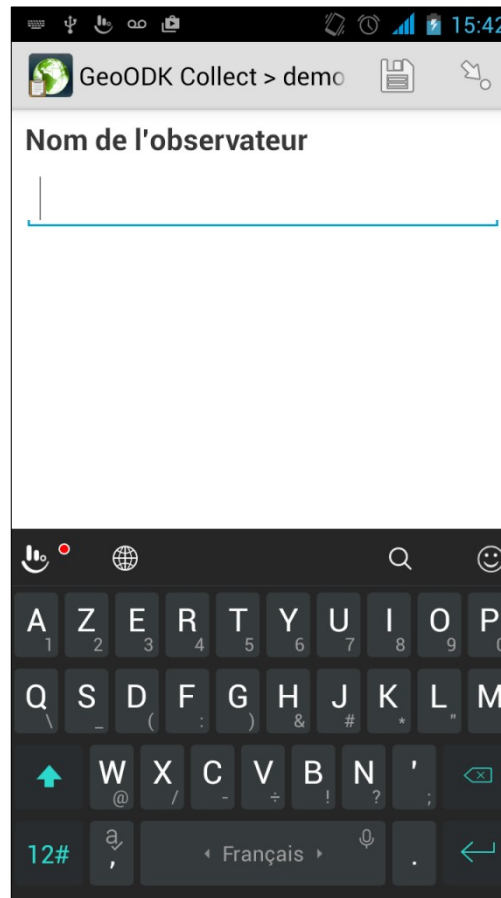 15:42
GeoODK Collect > demo
Nom de l'observateur
A Z E R T Y U I O P
1 2 3 4 5 6 7 8 9 0
Q S D F G H J K L M
\ _ ( : ) & # * "
W X C V B N '
@ / - ÷ ! ? ;
12# a , Français .